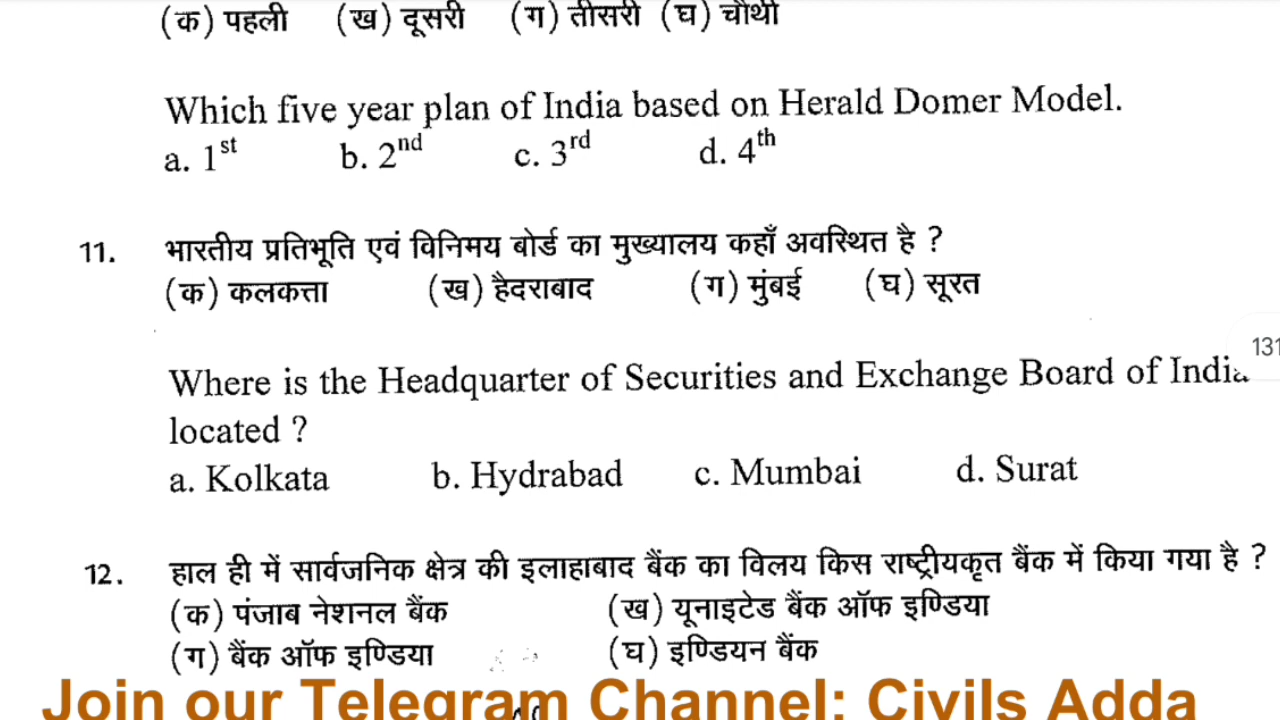 (क) पहली (ख) दूसरी (ग) तीसरी (घ) चौथी
Which five year plan of India based on Herald Domer Model.
a. 1st b. 2nd c. 3rd d. 4th
11. भारतीय प्रतिभूति एवं विनिमय बोर्ड का मुख्यालय कहाँ अवस्थित है ?
(क) कलकत्ता (ख) हैदराबाद (ग) मुंबई (घ) सूरत
131
Where is the Headquarter of Securities and Exchange Board of India
located ?
a. Kolkata b. Hydrabad c. Mumbai d. Surat
12. हाल ही में सार्वजनिक क्षेत्र की इलाहाबाद बैंक का विलय किस राष्ट्रीयकृत बैंक में किया गया है ?
(क) पंजाब नेशनल बैंक (ख) यूनाइटेड बैंक ऑफ इण्डिया
(ग) बैंक ऑफ इण्डिया (घ) इण्डियन बैंक
Join our Telegram Channel: Civils Adda